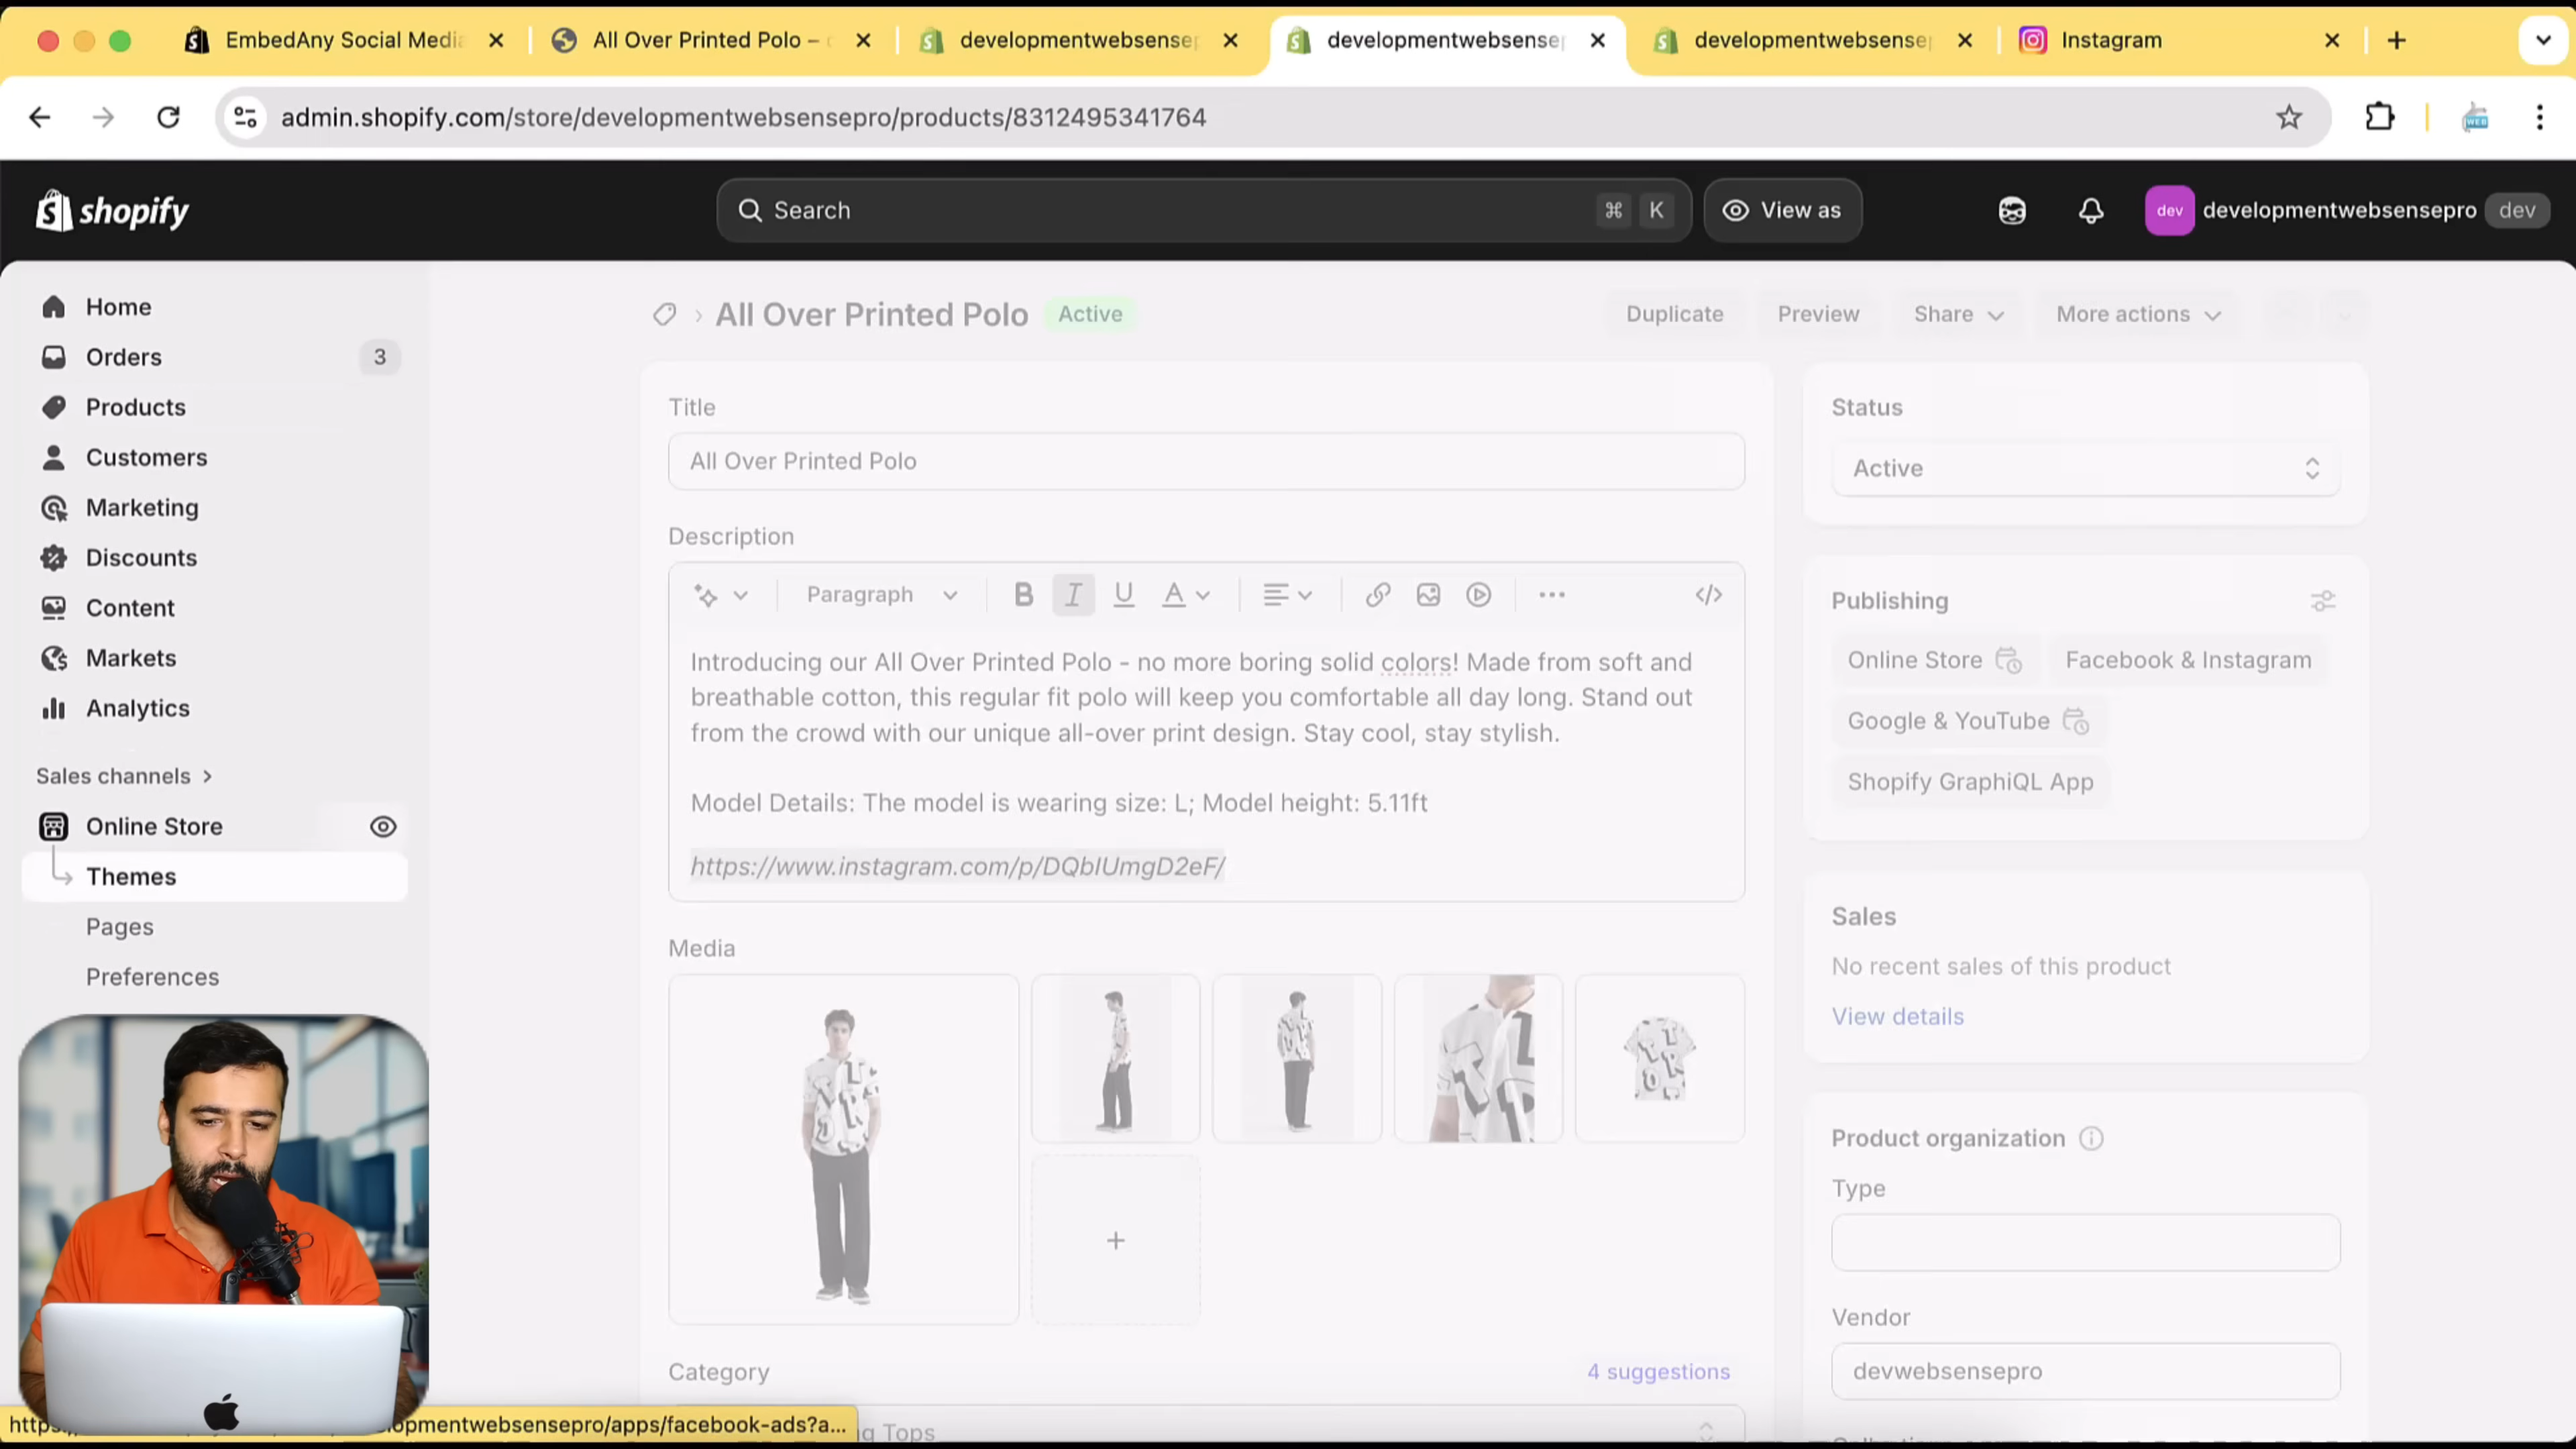 EmbedAny Social Media
All Over Printed Polo –
developmentwebsense
developmentwebsense
developmentwebsense
Instagram
admin.shopify.com/store/developmentwebsensepro/products/8312495341764
WEB
shopify
Search
⌘ K
View as
dev
developmentwebsensepro
dev
Home
Orders
3
Products
Customers
Marketing
Discounts
Content
Markets
Analytics
Sales channels
Online Store
Themes
Pages
Preferences
All Over Printed Polo
Active
Duplicate
Preview
Share
More actions
Title
All Over Printed Polo
Description
Paragraph
B I U A
</>
Introducing our All Over Printed Polo - no more boring solid colors! Made from soft and
breathable cotton, this regular fit polo will keep you comfortable all day long. Stand out
from the crowd with our unique all-over print design. Stay cool, stay stylish.
Model Details: The model is wearing size: L; Model height: 5.11ft
https://www.instagram.com/p/DQbIUmgD2eF/
Media
Category
4 suggestions
Tops
Status
Active
Publishing
Online Store
Facebook & Instagram
Google & YouTube
Shopify GraphiQL App
Sales
No recent sales of this product
View details
Product organization
Type
Vendor
devwebsensepro
http
opmentwebsensepro/apps/facebook-ads?a...